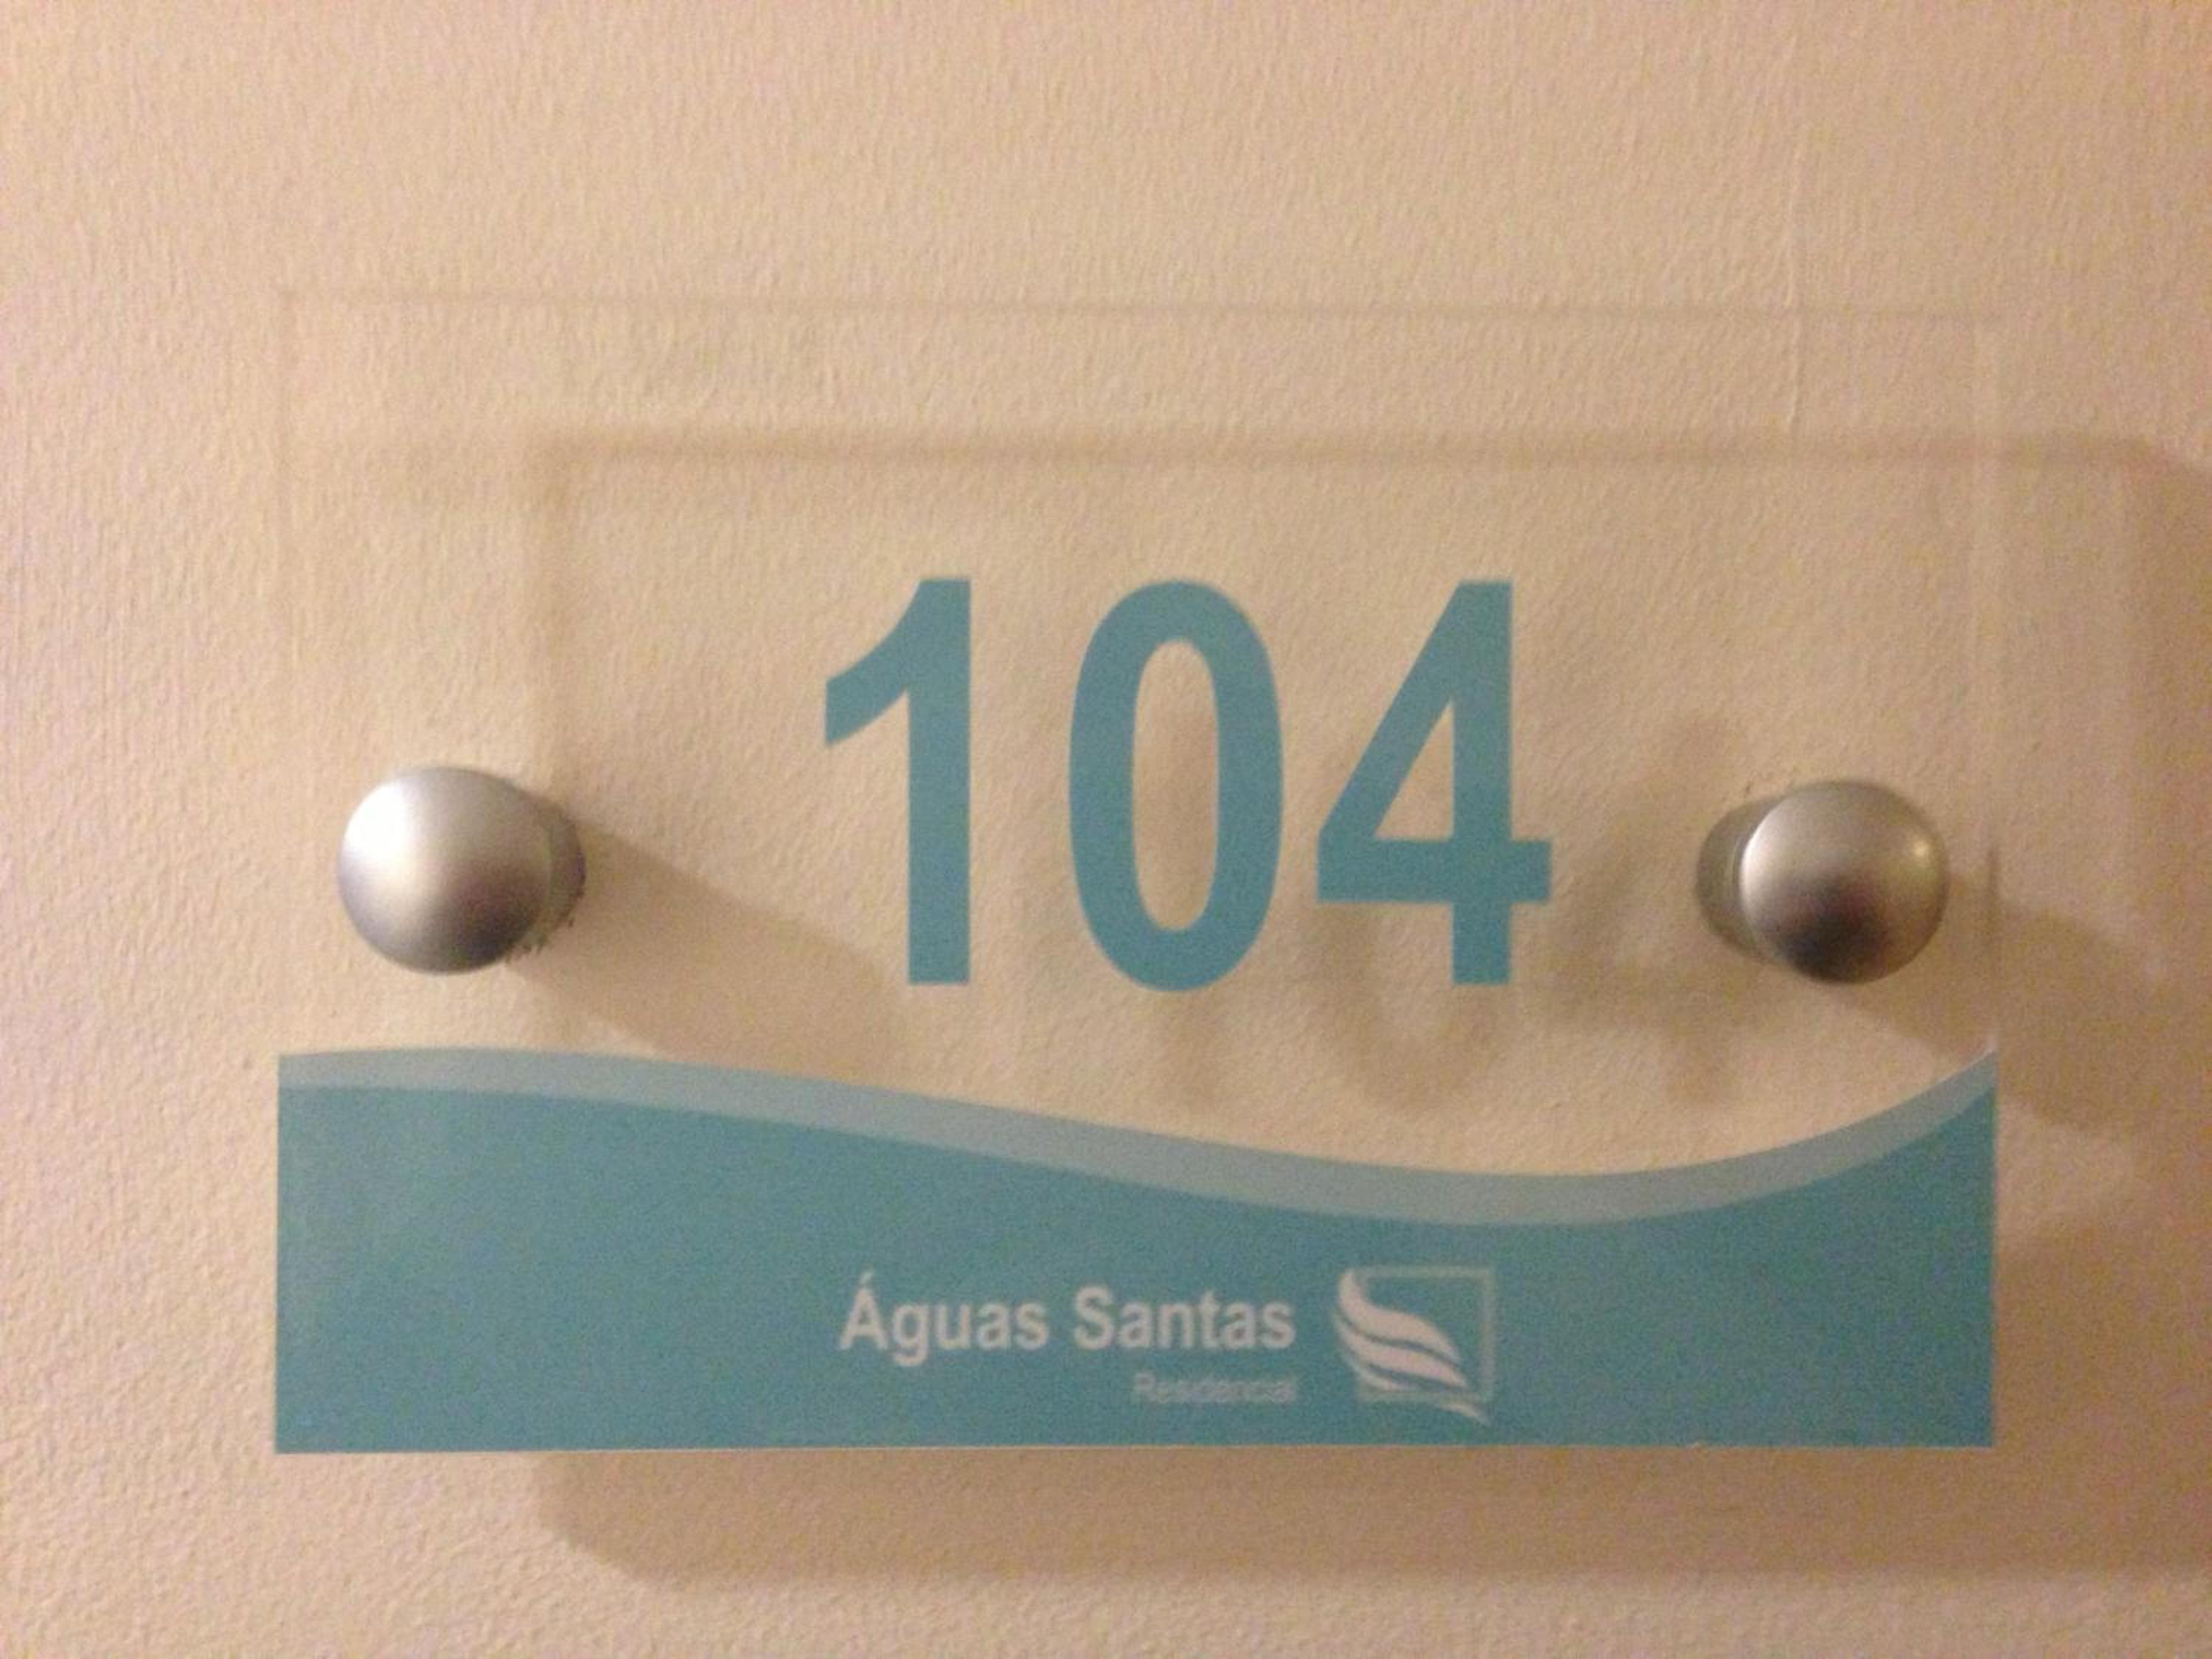 104
Águas Santas
Residencial